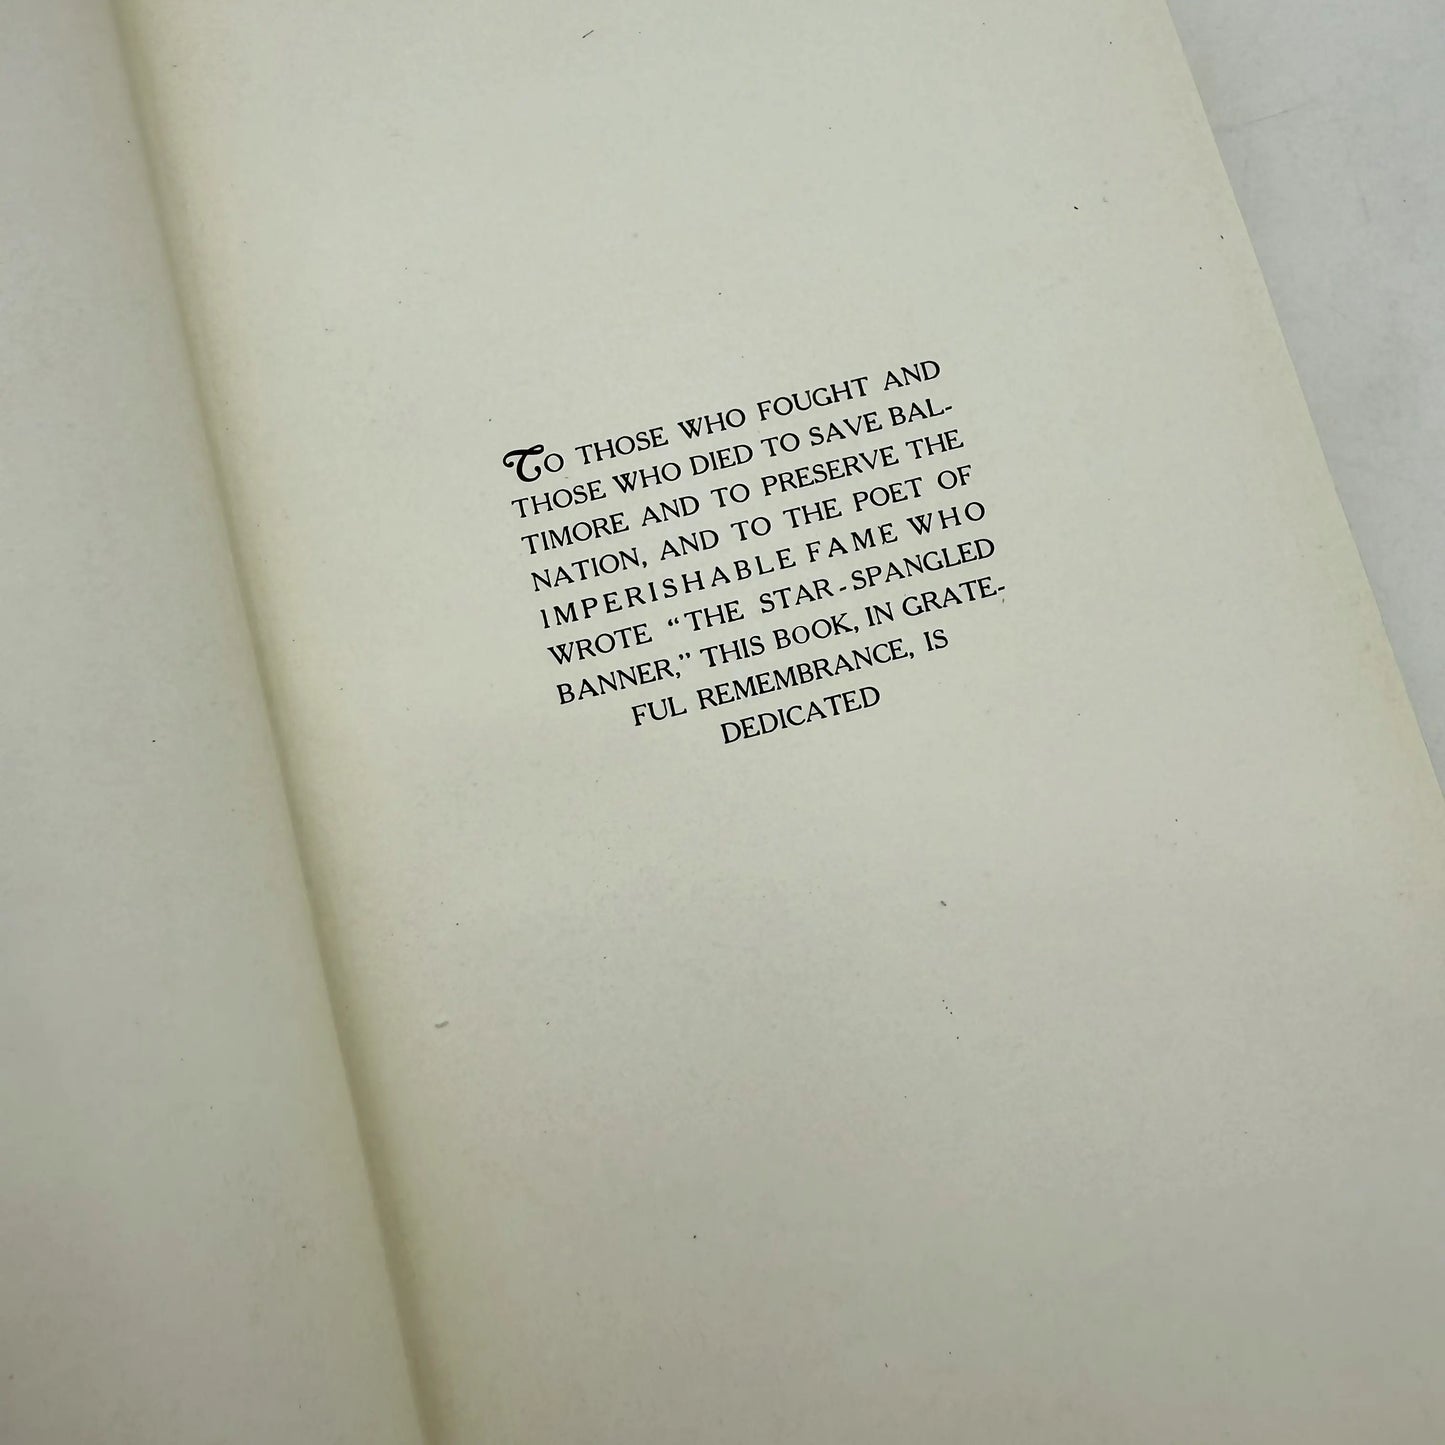 TO THOSE WHO FOUGHT AND
THOSE WHO DIED TO SAVE BAL-
TIMORE AND TO PRESERVE THE
NATION, AND TO THE POET OF
IMPERISHABLE FAME WHO
WROTE “THE STAR-SPANGLED
BANNER,” THIS BOOK, IN GRATE-
FUL REMEMBRANCE, IS
DEDICATED